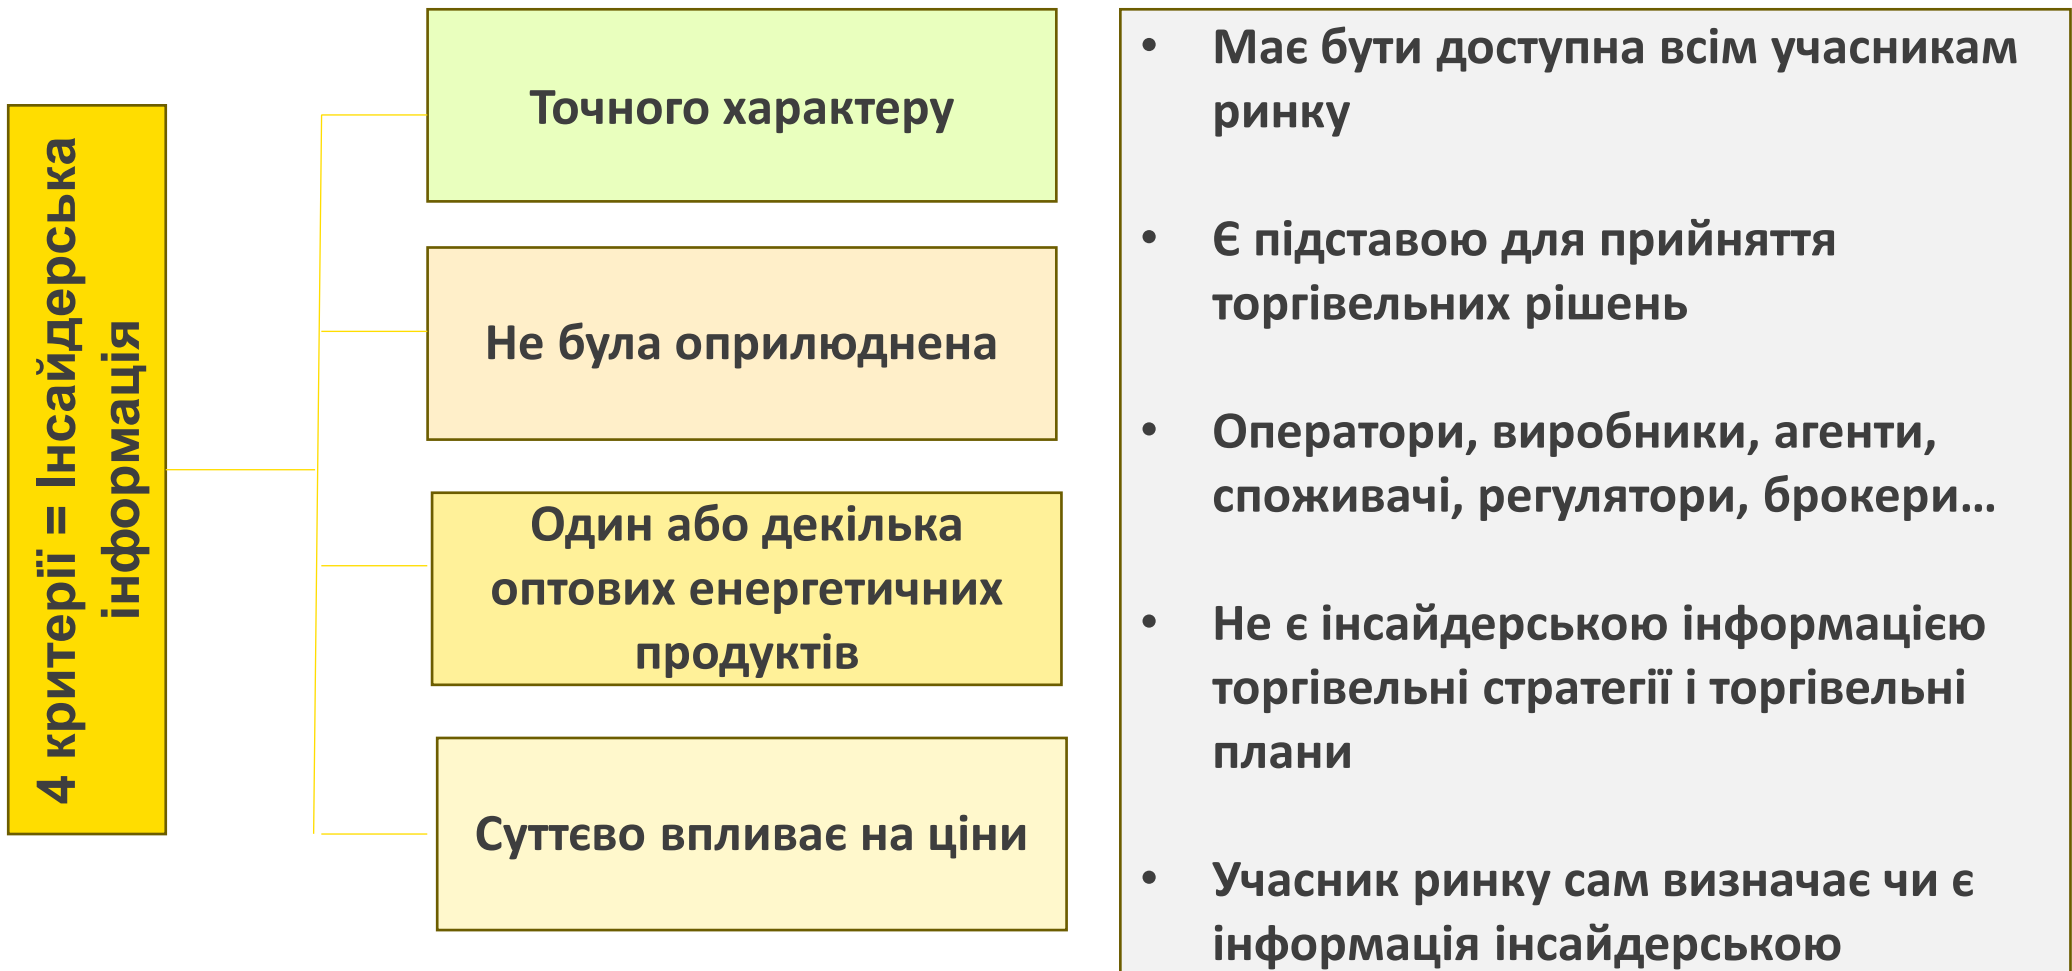 4 критерії = Інсайдерська
інформація
Точного характеру
Не була оприлюднена
Один або декілька
оптових енергетичних
продуктів
Суттєво впливає на ціни
• Має бути доступна всім учасникам
ринку
• Є підставою для прийняття
торгівельних рішень
• Оператори, виробники, агенти,
споживачі, регулятори, брокери...
• Не є інсайдерською інформацією
торгівельні стратегії і торгівельні
плани
• Учасник ринку сам визначає чи є
інформація інсайдерською